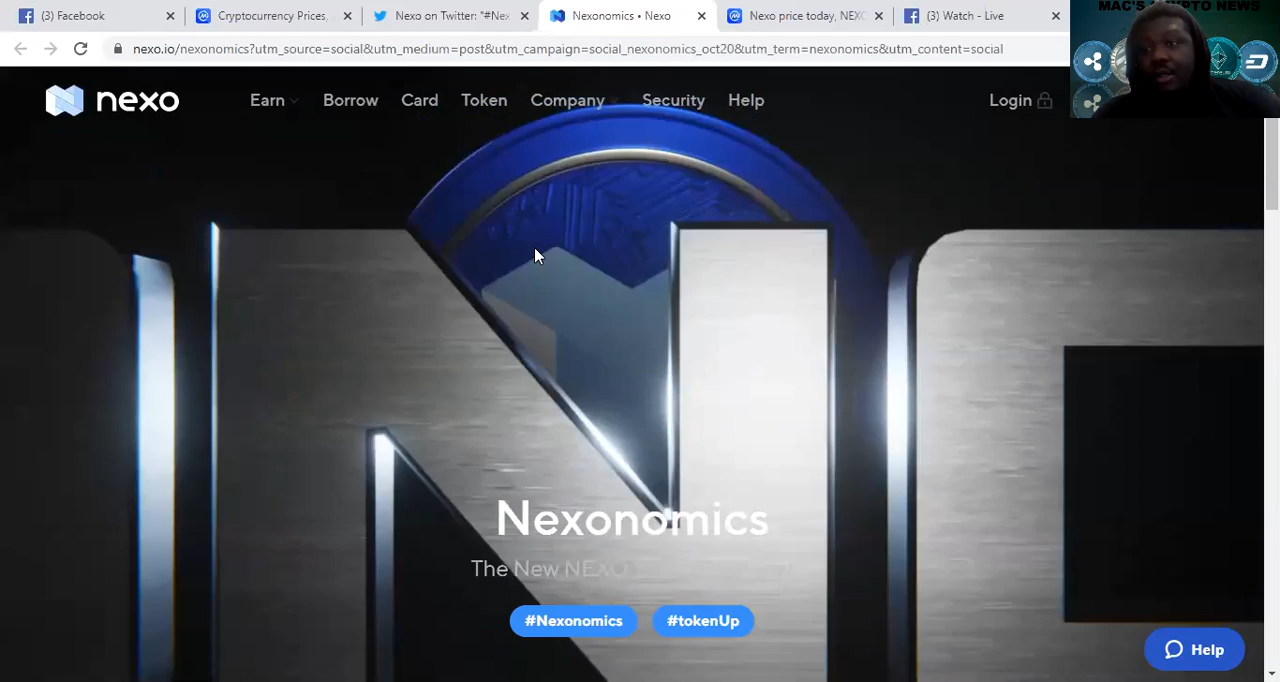 (3) Facebook
Cryptocurrency Prices,
Nexo on Twitter: "#Nex
Nexonomics • Nexo
Nexo price today, NEXO
(3) Watch - Live
nexo.io/nexonomics?utm_source=social&utm_medium=post&utm_campaign=social_nexonomics_oct20&utm_term=nexonomics&utm_content=social
MAC'S CRYPTO NEWS
nexo
Earn
Borrow
Card
Token
Company
Security
Help
Login
Nexonomics
The New NEXO
#Nexonomics
#tokenUp
Help